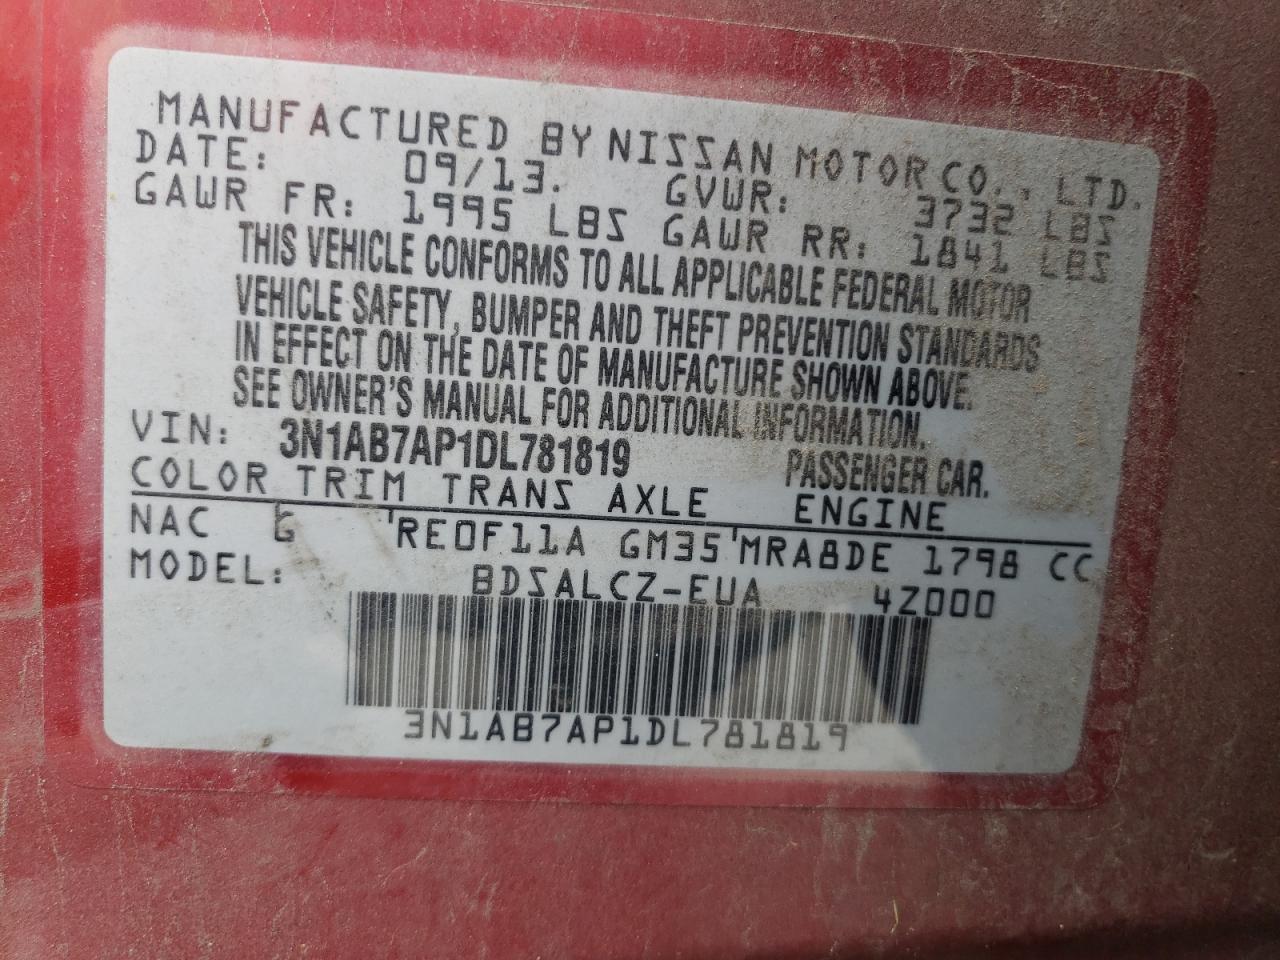 MANUFACTURED BY NISSAN MOTOR CO., LTD.
DATE: 09/13. GVWR: 3732 LBS
GAWR FR: 1995 LBS GAWR RR: 1841 LBS
THIS VEHICLE CONFORMS TO ALL APPLICABLE FEDERAL MOTOR
VEHICLE SAFETY, BUMPER AND THEFT PREVENTION STANDARDS
IN EFFECT ON THE DATE OF MANUFACTURE SHOWN ABOVE.
SEE OWNER'S MANUAL FOR ADDITIONAL INFORMATION.
VIN: 3N1AB7AP1DL781819 PASSENGER CAR.
COLOR TRIM TRANS AXLE ENGINE
NAC G 'RE0F11A GM35'MRA8DE 1798 CC
MODEL: BDSALCZ-EUA 4Z000
3N1AB7AP1DL781819